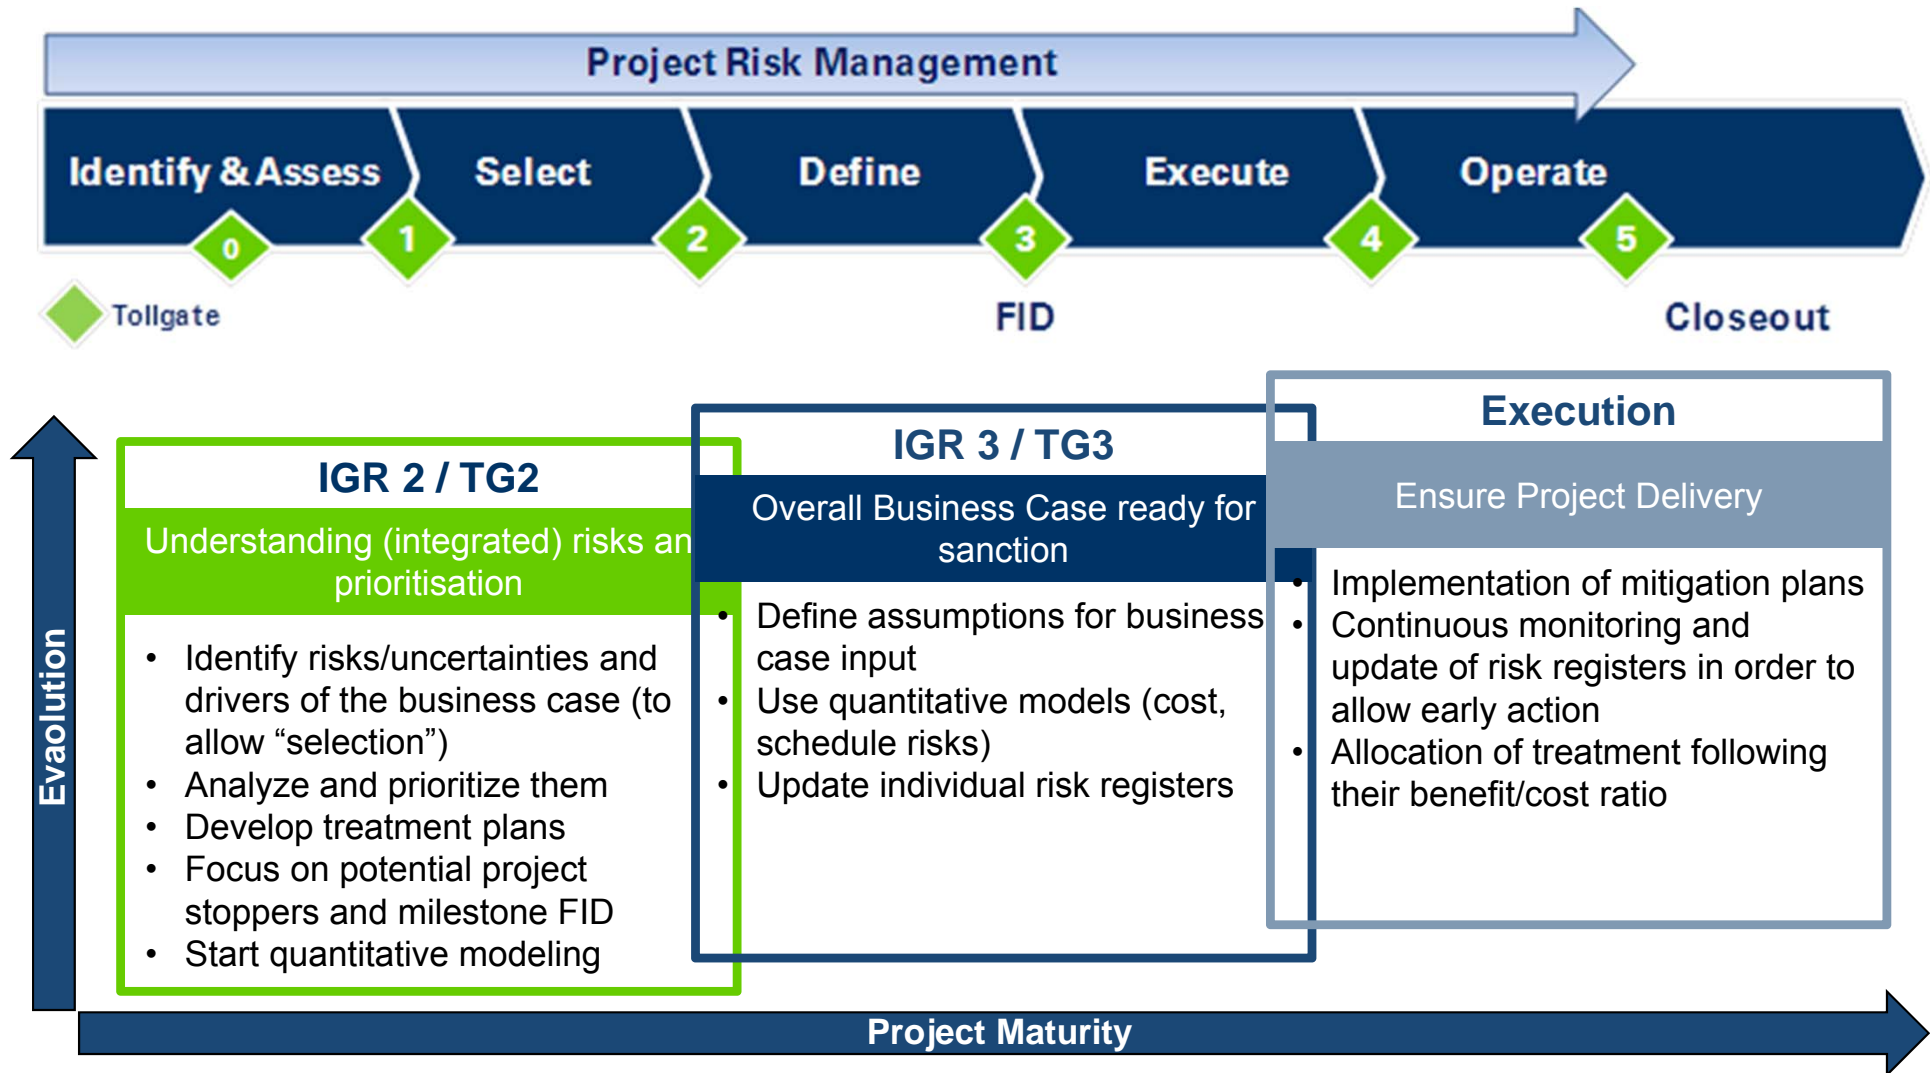 Project Risk Management
Identify & Assess
Select
Define
Execute
Operate
0
1
2
3
4
5
Tollgate
FID
Closeout
Evaolution
IGR 2 / TG2
Understanding (integrated) risks an
prioritisation
• Identify risks/uncertainties and
drivers of the business case (to
allow “selection”)
• Analyze and prioritize them
• Develop treatment plans
• Focus on potential project
stoppers and milestone FID
• Start quantitative modeling
IGR 3 / TG3
Overall Business Case ready for
sanction
• Define assumptions for business
case input
• Use quantitative models (cost,
schedule risks)
• Update individual risk registers
Execution
Ensure Project Delivery
• Implementation of mitigation plans
• Continuous monitoring and
update of risk registers in order to
allow early action
• Allocation of treatment following
their benefit/cost ratio
Project Maturity